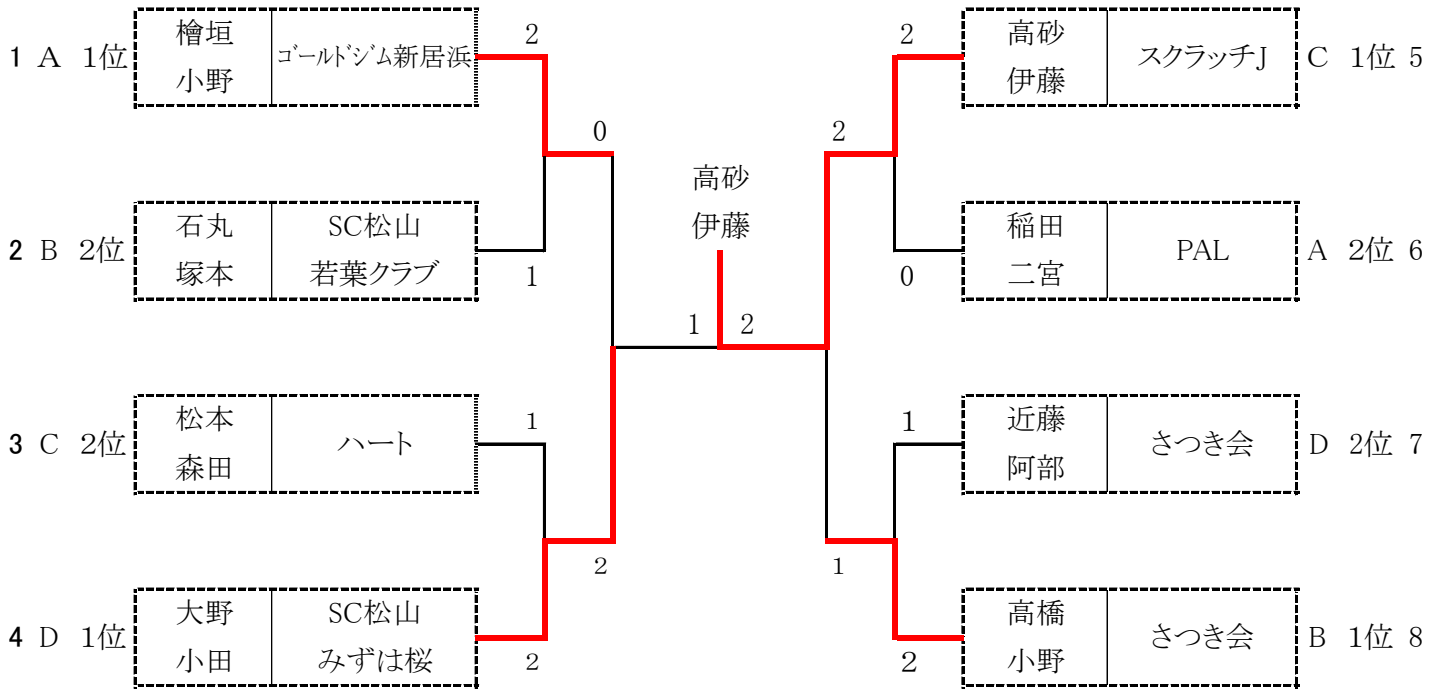 1 A 1位 檜垣 小野 ｺﾞｰﾙﾄﾞｼﾞﾑ新居浜 2
2 B 2位 石丸 塚本 SC松山 若葉クラブ 1
3 C 2位 松本 森田 ハート 1
4 D 1位 大野 小田 SC松山 みずは桜 2
0
2
高砂
伊藤
1 2
2
1
2 高砂 伊藤 スクラッチJ C 1位 5
0 稲田 二宮 PAL A 2位 6
1 近藤 阿部 さつき会 D 2位 7
2 高橋 小野 さつき会 B 1位 8